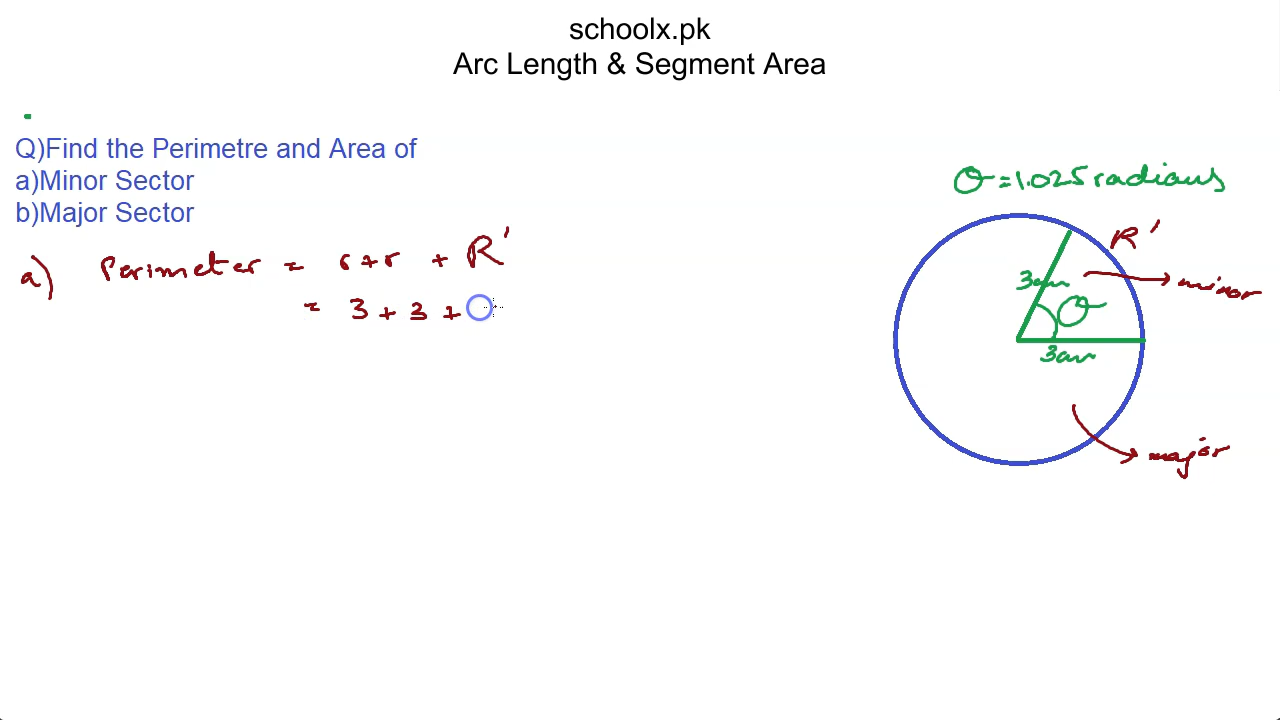 schoolx.pk
Arc Length & Segment Area
Q)Find the Perimetre and Area of
a)Minor Sector
b)Major Sector
a) Perimeter = r+r + R'
= 3 + 3 +
θ = 1.025 radians
R'
3cm
minor
θ
3cm
major